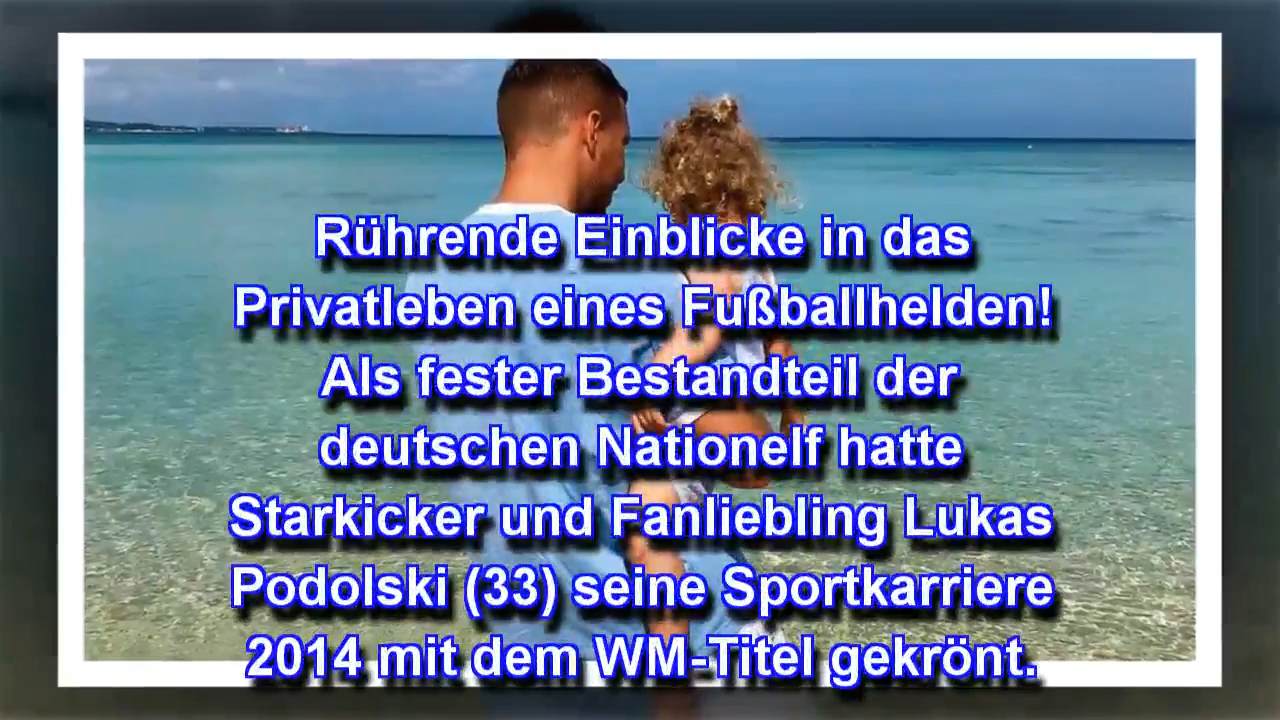 Rührende Einblicke in das
Privatleben eines Fußballhelden!
Als fester Bestandteil der
deutschen Nationelf hatte
Starkicker und Fanliebling Lukas
Podolski (33) seine Sportkarriere
2014 mit dem WM-Titel gekrönt.